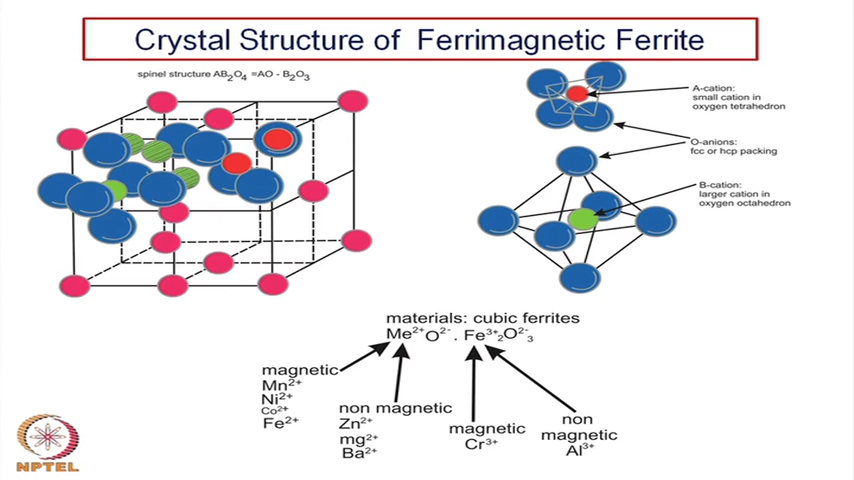 Crystal Structure of Ferrimagnetic Ferrite
spinel structure AB₂O₄ =AO - B₂O₃
A-cation:
small cation in
oxygen tetrahedron
O-anions:
fcc or hcp packing
B-cation:
larger cation in
oxygen octahedron
materials: cubic ferrites
Me²⁺O²⁻ . Fe³⁺₂O²⁻₃
magnetic
Mn²⁺
Ni²⁺
Co²⁺
Fe²⁺
non magnetic
Zn²⁺
mg²⁺
Ba²⁺
magnetic
Cr³⁺
non
magnetic
Al³⁺
NPTEL